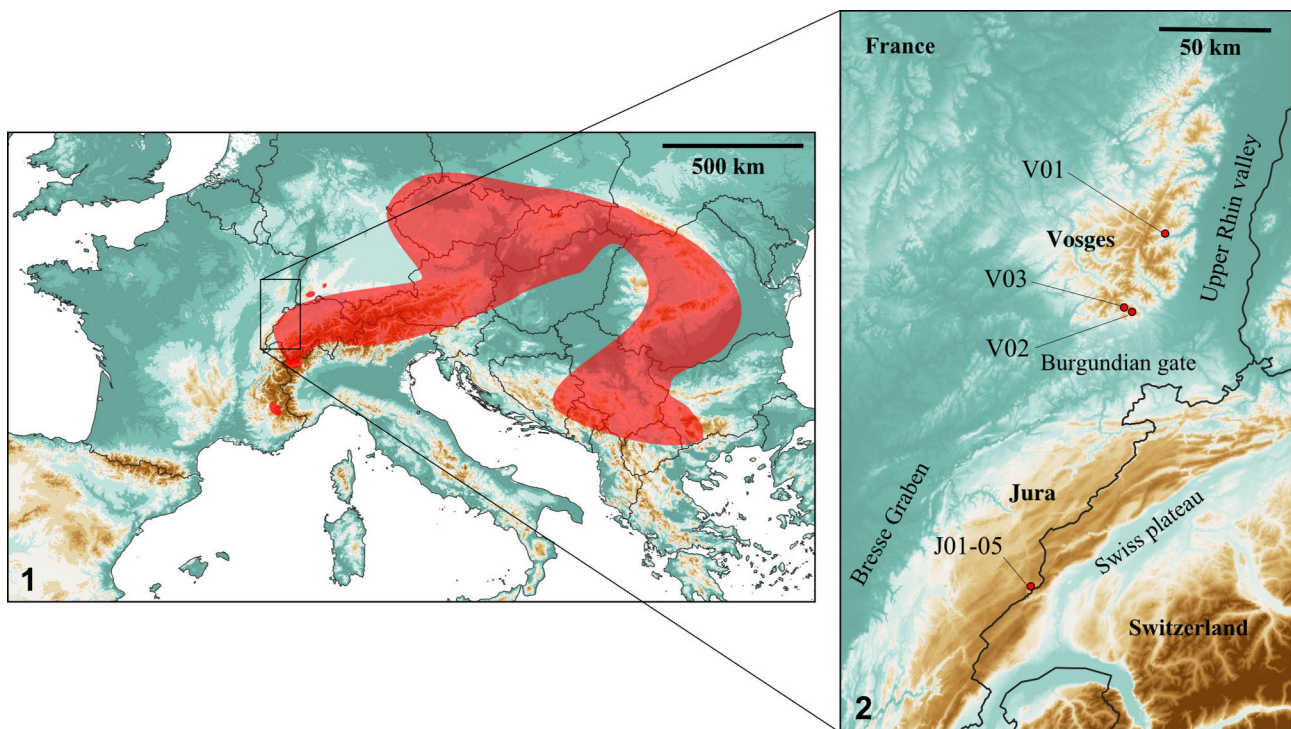 500 km
1
France
50 km
V01
Upper Rhin valley
Vosges
V03
V02
Burgundian gate
Jura
Bresse Graben
Swiss plateau
J01-05
Switzerland
2